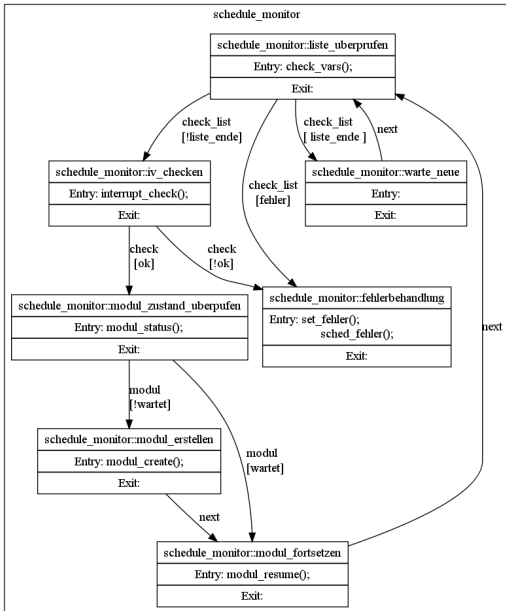 schedule_monitor
schedule_monitor::liste_uberprufen
Entry: check_vars();
Exit:
check_list
[!liste_ende]
check_list
[ liste_ende ]
next
check_list
[fehler]
schedule_monitor::iv_checken
Entry: interrupt_check();
Exit:
schedule_monitor::warte_neue
Entry:
Exit:
check
[ok]
check
[!ok]
schedule_monitor::modul_zustand_uberpufen
Entry: modul_status();
Exit:
schedule_monitor::fehlerbehandlung
Entry: set_fehler();
sched_fehler();
Exit:
next
modul
[!wartet]
modul
[wartet]
schedule_monitor::modul_erstellen
Entry: modul_create();
Exit:
next
schedule_monitor::modul_fortsetzen
Entry: modul_resume();
Exit: